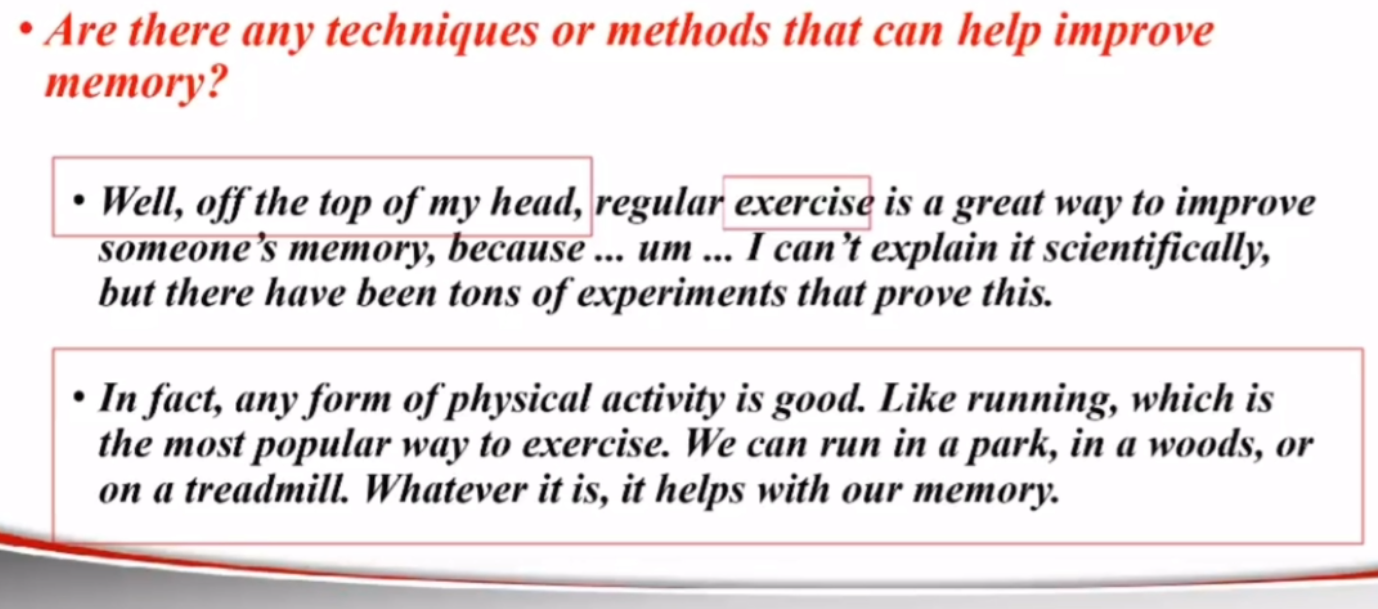 • Are there any techniques or methods that can help improve
memory?
• Well, off the top of my head, regular exercise is a great way to improve
someone's memory, because ... um ... I can't explain it scientifically,
but there have been tons of experiments that prove this.
• In fact, any form of physical activity is good. Like running, which is
the most popular way to exercise. We can run in a park, in a woods, or
on a treadmill. Whatever it is, it helps with our memory.